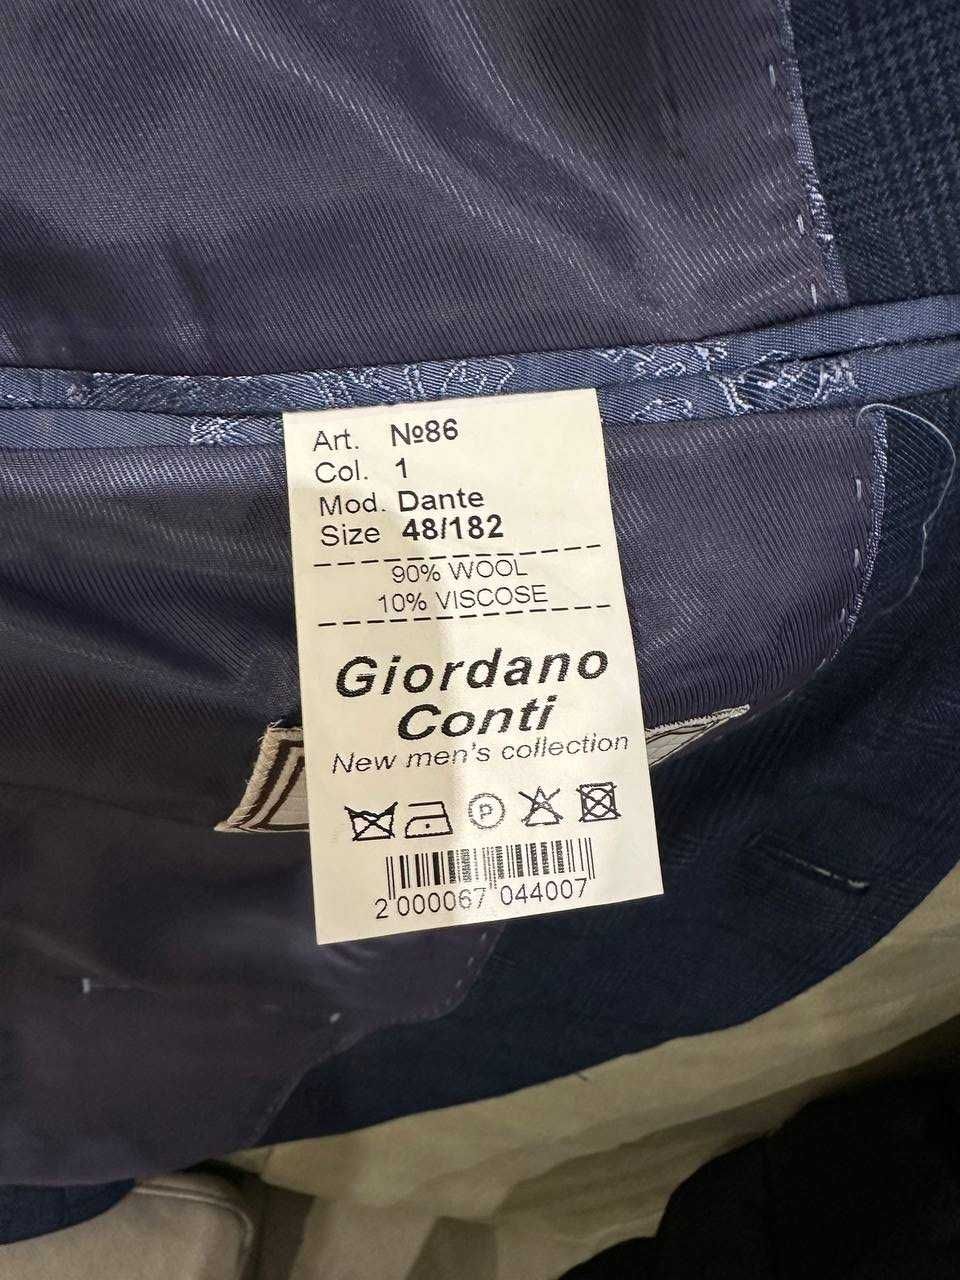 Art. №86
Col. 1
Mod. Dante
Size 48/182
90% WOOL
10% VISCOSE
Giordano
Conti
New men's collection
P
2 000067 044007